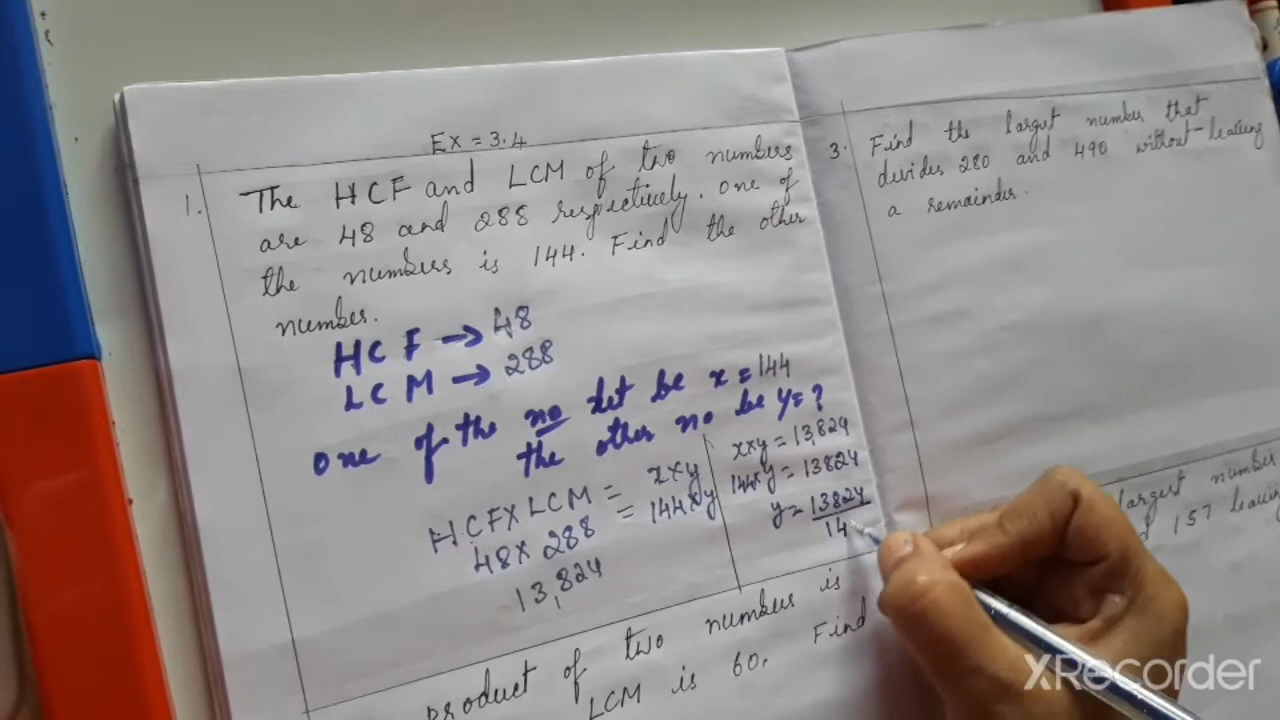 Ex = 3.4
1. The HCF and LCM of two numbers
are 48 and 288 respectively. One of
the numbers is 144. Find the other
number.
HCF → 48
LCM → 288
One of the no let be x = 144
the other no be y = ?
HCF X LCM = x x y
48 x 288 = 144 x y
13,824
x x y = 13,824
144 x y = 13824
y = 13824
14
product of two numbers is
LCM is 60. Find
3. Find the largest number that
divides 280 and 490 without leaving
a remainder.
largest number
157
XRecorder